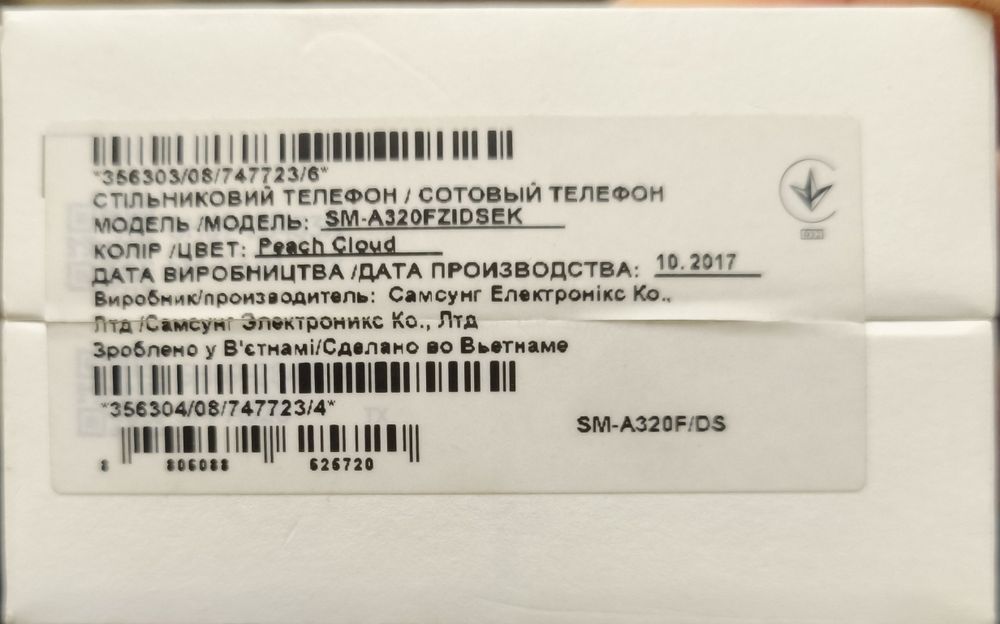 *356303/08/747723/6*
СТІЛЬНИКОВИЙ ТЕЛЕФОН / СОТОВЫЙ ТЕЛЕФОН
МОДЕЛЬ /МОДЕЛЬ: SM-A320FZIDSEK
КОЛІР /ЦВЕТ: Peach Cloud
ДАТА ВИРОБНИЦТВА /ДАТА ПРОИЗВОДСТВА: 10.2017
Виробник/производитель: Самсунг Електронікс Ко.,
Лтд /Самсунг Электроникс Ко., Лтд
Зроблено у В'єтнамі/Сделано во Вьетнаме
*356304/08/747723/4*
SM-A320F/DS
8 806088 626720